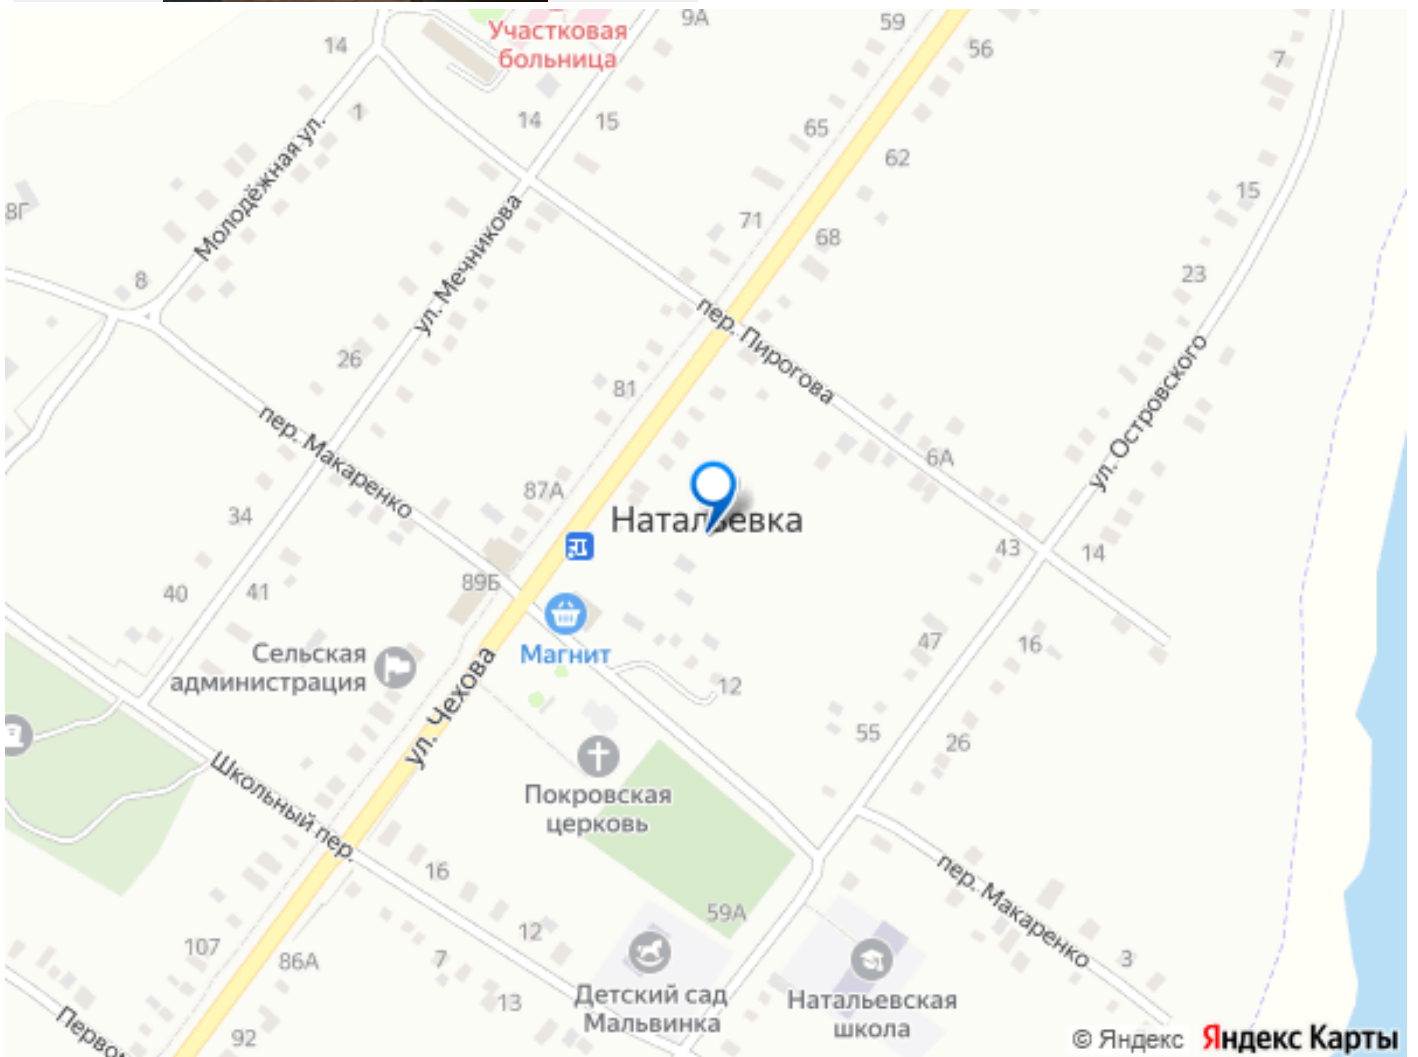 9А
59
Участковая
больница
14
56
7
1
14
15
65
Молодёжная ул.
62
8Г
15
ул. Мечникова
71
68
23
8
пер. Пирогова
26
81
ул. Островского
пер. Макаренко
6А
87А
34
Натальевка
43
14
89Б
40
41
47
16
Сельская
администрация
Магнит
12
ул. Чехова
55
26
Школьный пер.
Покровская
церковь
16
пер. Макаренко
59А
107
12
86А
7
3
Детский сад
Мальвинка
13
Натальевская
школа
92
Первом
© Яндекс Яндекс Карты